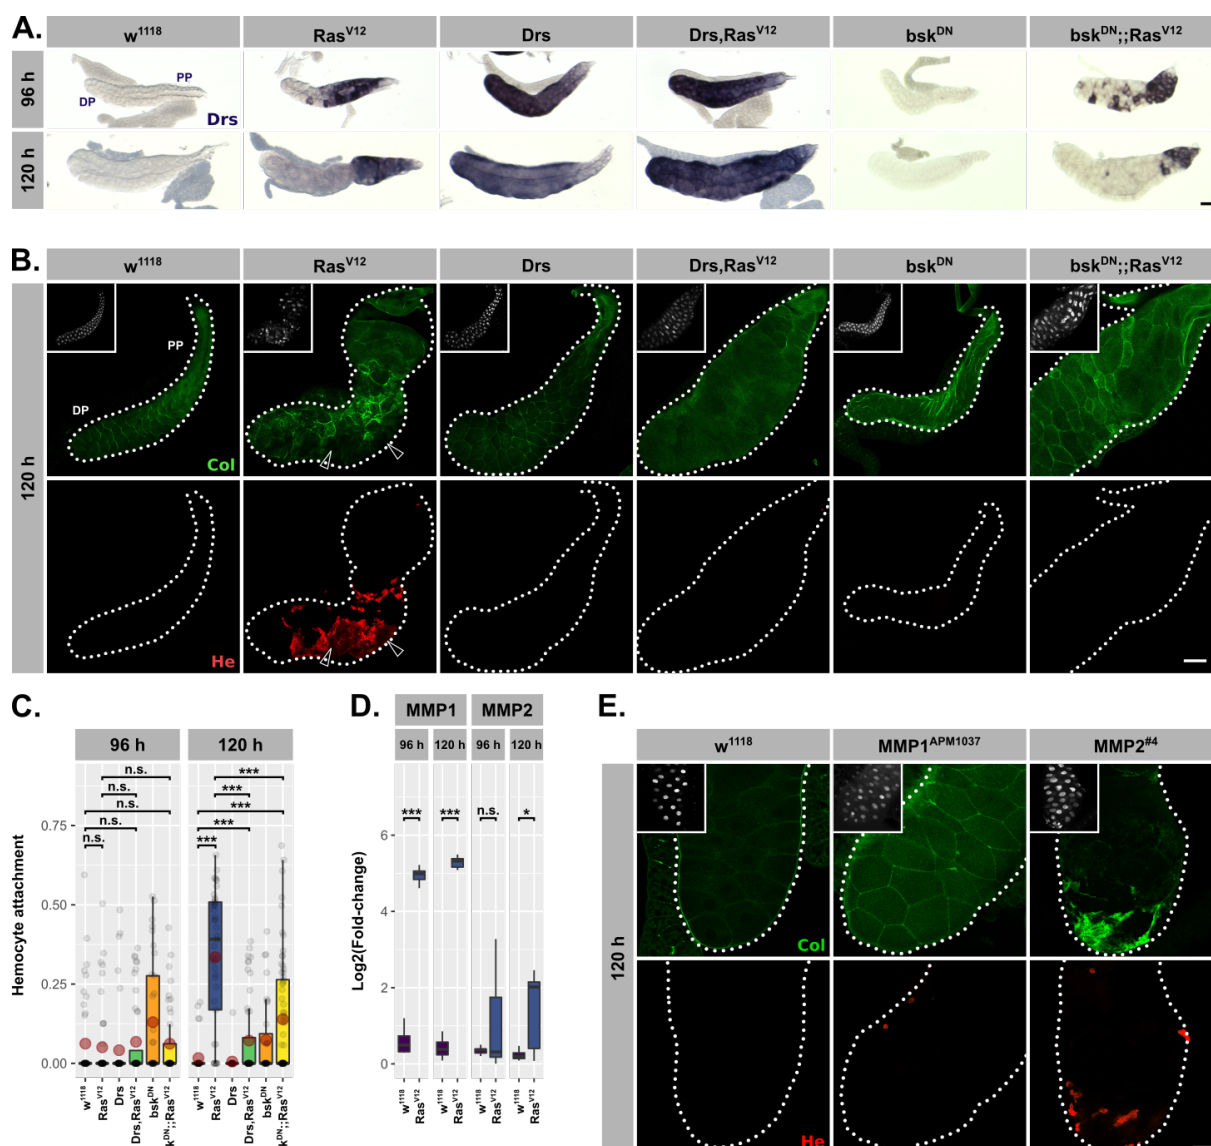 A.
w1118
RasV12
Drs
Drs,RasV12
bskDN
bskDN;;RasV12
96 h
PP
DP
Drs
120 h
B.
w1118
RasV12
Drs
Drs,RasV12
bskDN
bskDN;;RasV12
120 h
PP
DP
Col
He
C.
96 h
120 h
Hemocyte attachment
0.75
0.50
0.25
0.00
n.s.
n.s.
n.s.
n.s.
n.s.
***
***
***
***
***
w1118
RasV12
Drs
Drs,RasV12
bskDN
kDN;;RasV12
w1118
RasV12
Drs
Drs,RasV12
bskDN
kDN;;RasV12
D.
MMP1
MMP2
96 h
120 h
96 h
120 h
Log2(Fold-change)
6
4
2
0
***
***
n.s.
*
w1118
RasV12
w1118
RasV12
w1118
RasV12
w1118
RasV12
E.
w1118
MMP1APM1037
MMP2#4
120 h
Col
He